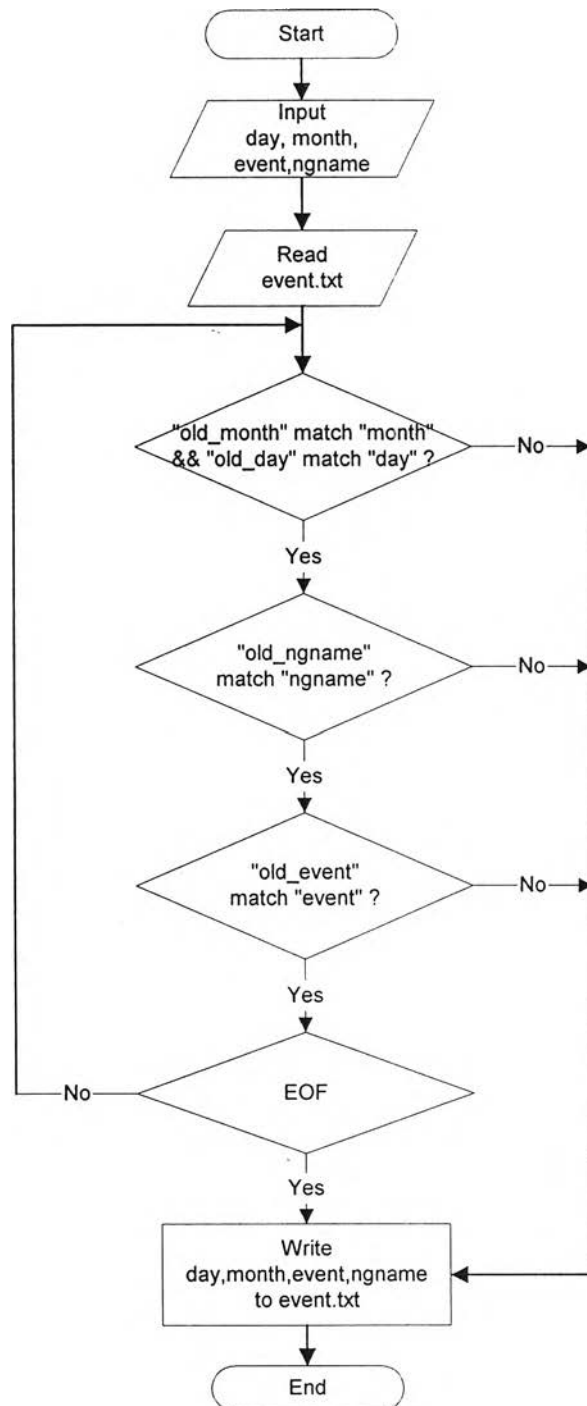 Start
Input
day, month,
event,ngname
Read
event.txt
"old_month" match "month"
&& "old_day" match "day" ?
No
Yes
"old_ngname"
match "ngname" ?
No
Yes
"old_event"
match "event" ?
No
Yes
EOF
No
Yes
Write
day,month,event,ngname
to event.txt
End